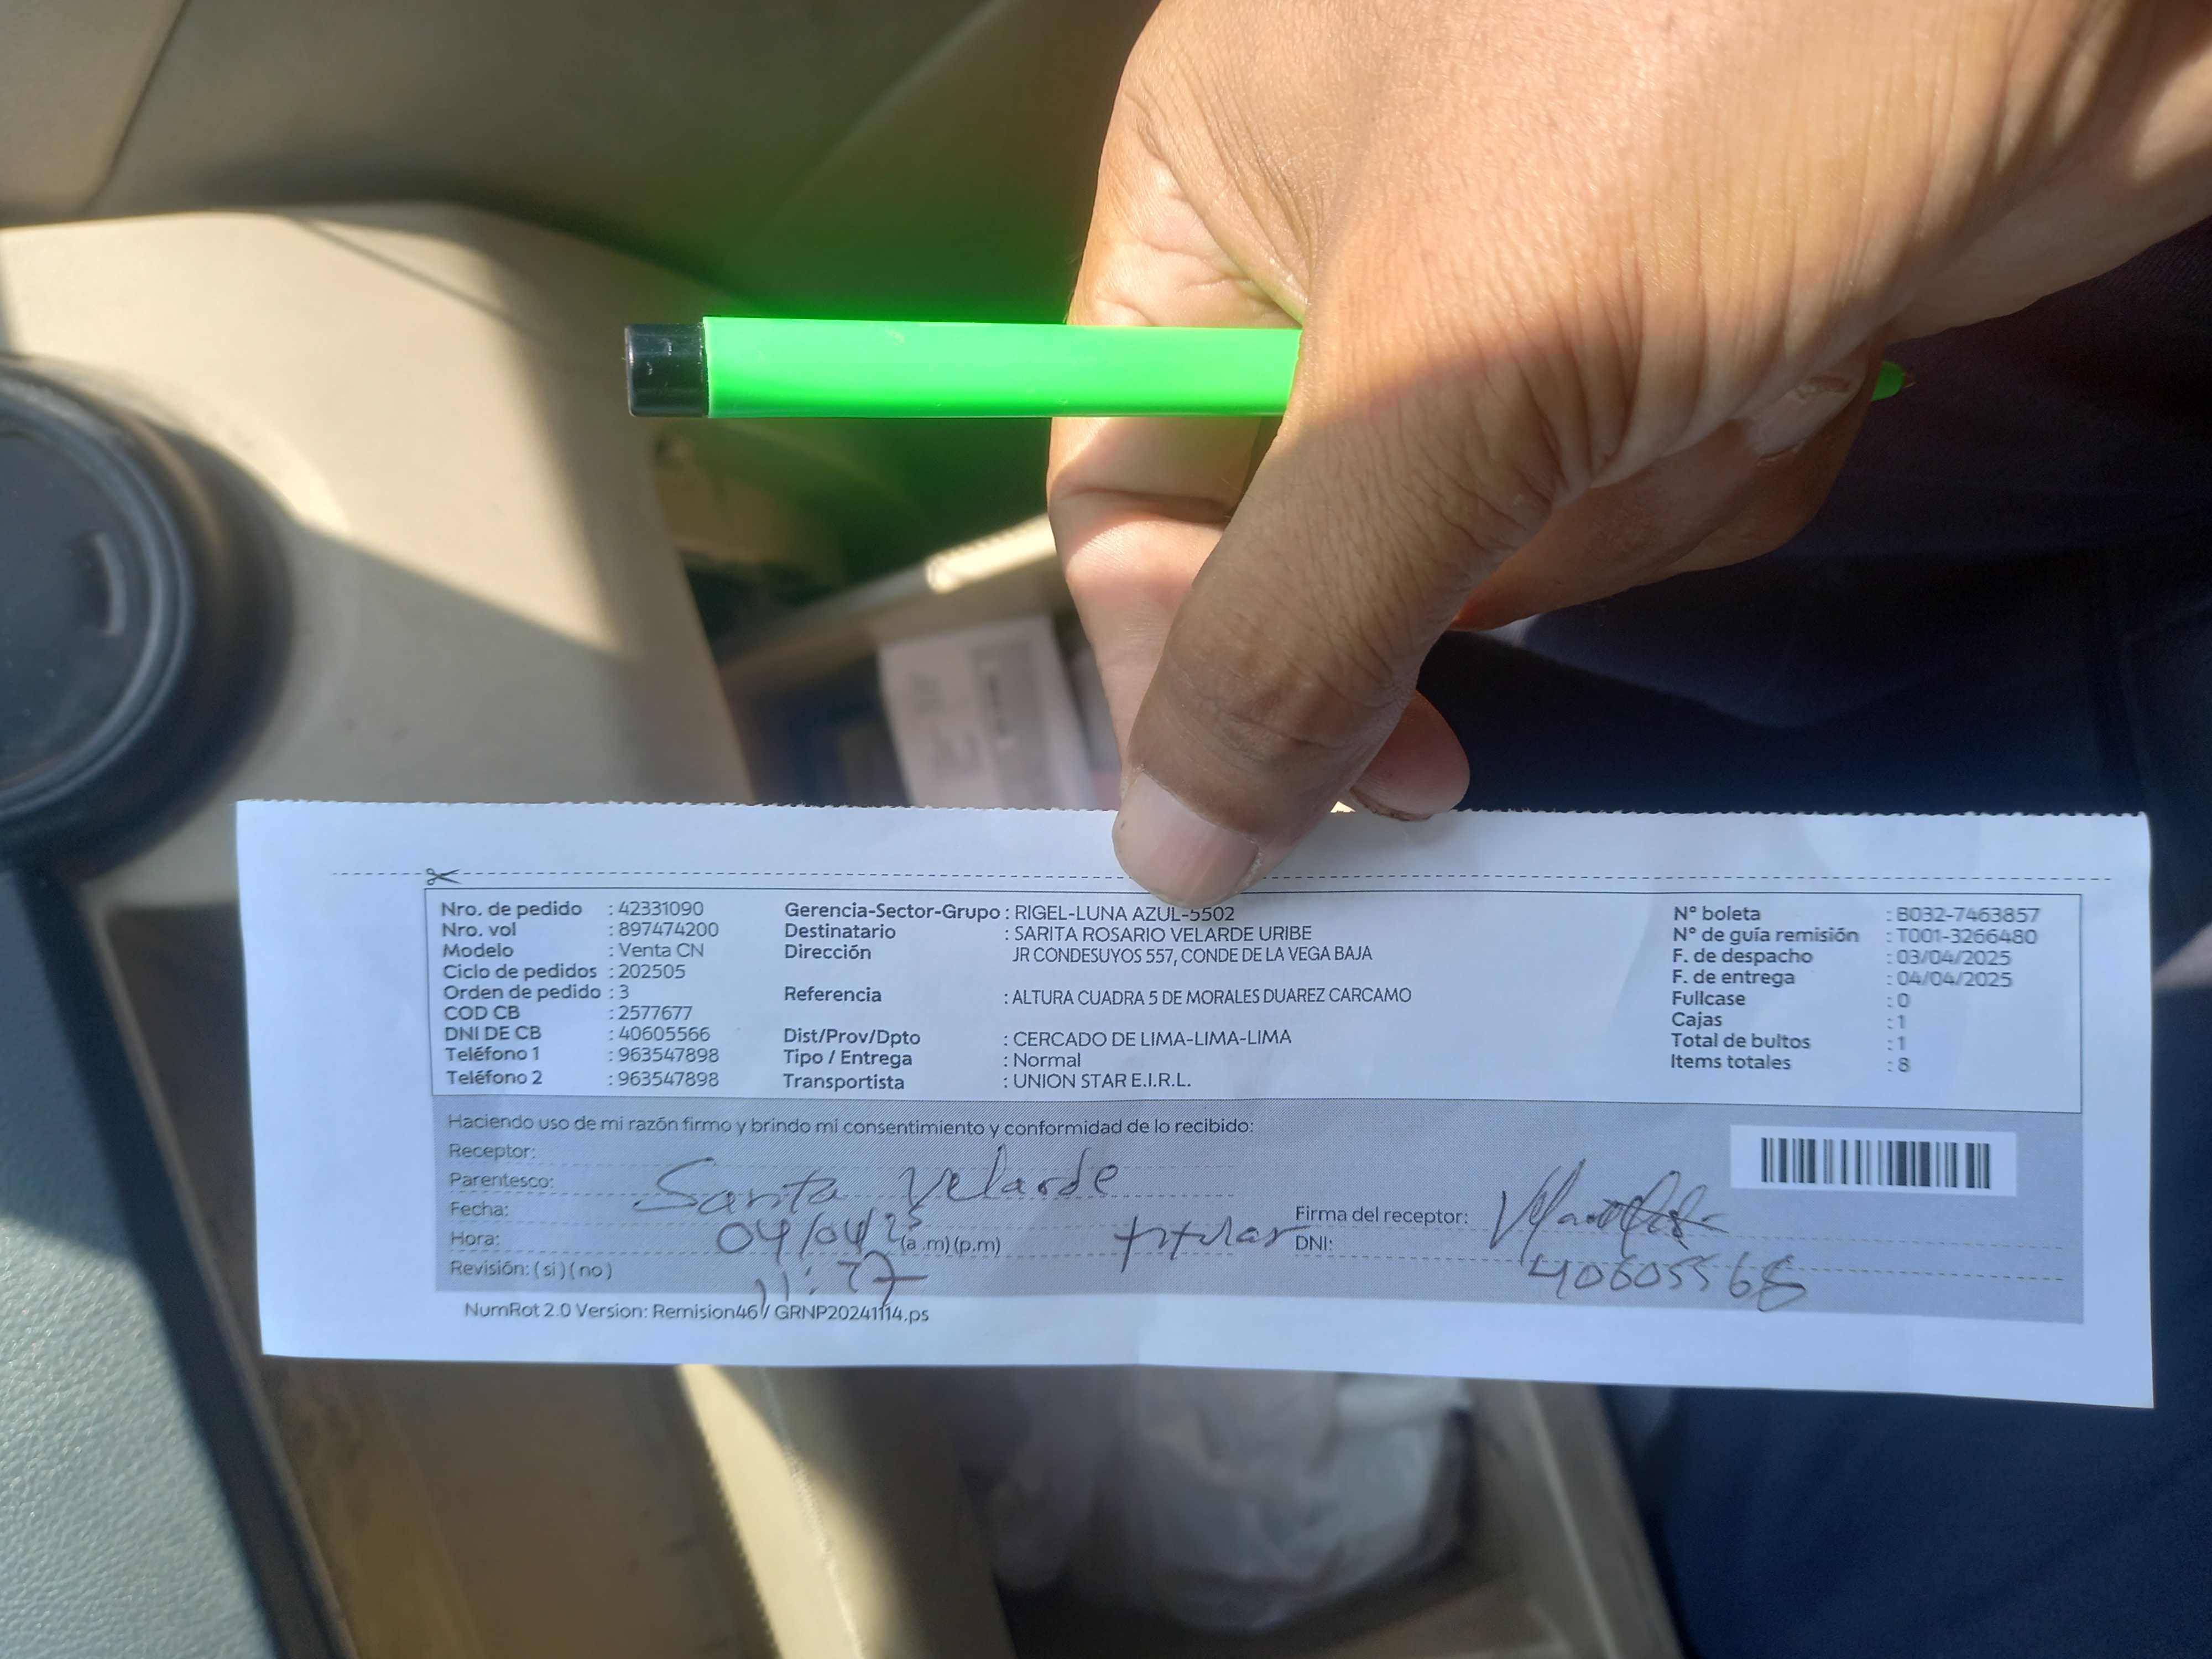 Nro. de pedido : 42331090
Nro. vol : 897474200
Modelo : Venta CN
Ciclo de pedidos : 202505
Orden de pedido : 3
COD CB : 2577677
DNI DE CB : 40605566
Teléfono 1 : 963547898
Teléfono 2 : 963547898
Gerencia-Sector-Grupo : RIGEL-LUNA AZUL-5502
Destinatario : SARITA ROSARIO VELARDE URIBE
Dirección JR CONDESUYOS 557, CONDE DE LA VEGA BAJA
Referencia : ALTURA CUADRA 5 DE MORALES DUAREZ CARCAMO
Dist/Prov/Dpto : CERCADO DE LIMA-LIMA-LIMA
Tipo / Entrega : Normal
Transportista : UNION STAR E.I.R.L.
N° boleta : B032-7463857
N° de guía remisión : T001-3266480
F. de despacho : 03/04/2025
F. de entrega : 04/04/2025
Fullcase : 0
Cajas : 1
Total de bultos : 1
Items totales : 8
Haciendo uso de mi razón firmo y brindo mi consentimiento y conformidad de lo recibido:
Receptor:
Parentesco: Sarita Velarde
Fecha: 04/04/25
Hora: (a.m) (p.m) titular
Revisión: ( si ) ( no )
Firma del receptor:
DNI:
NumRot 2.0 Version: Remision46 / GRNP20241114.ps